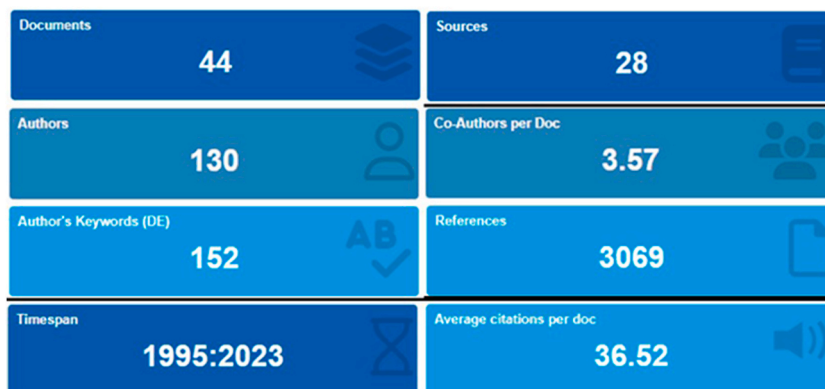 Documents
44
Sources
28
Authors
130
Co-Authors per Doc
3.57
Author's Keywords (DE)
152
AB
References
3069
Timespan
1995:2023
Average citations per doc
36.52